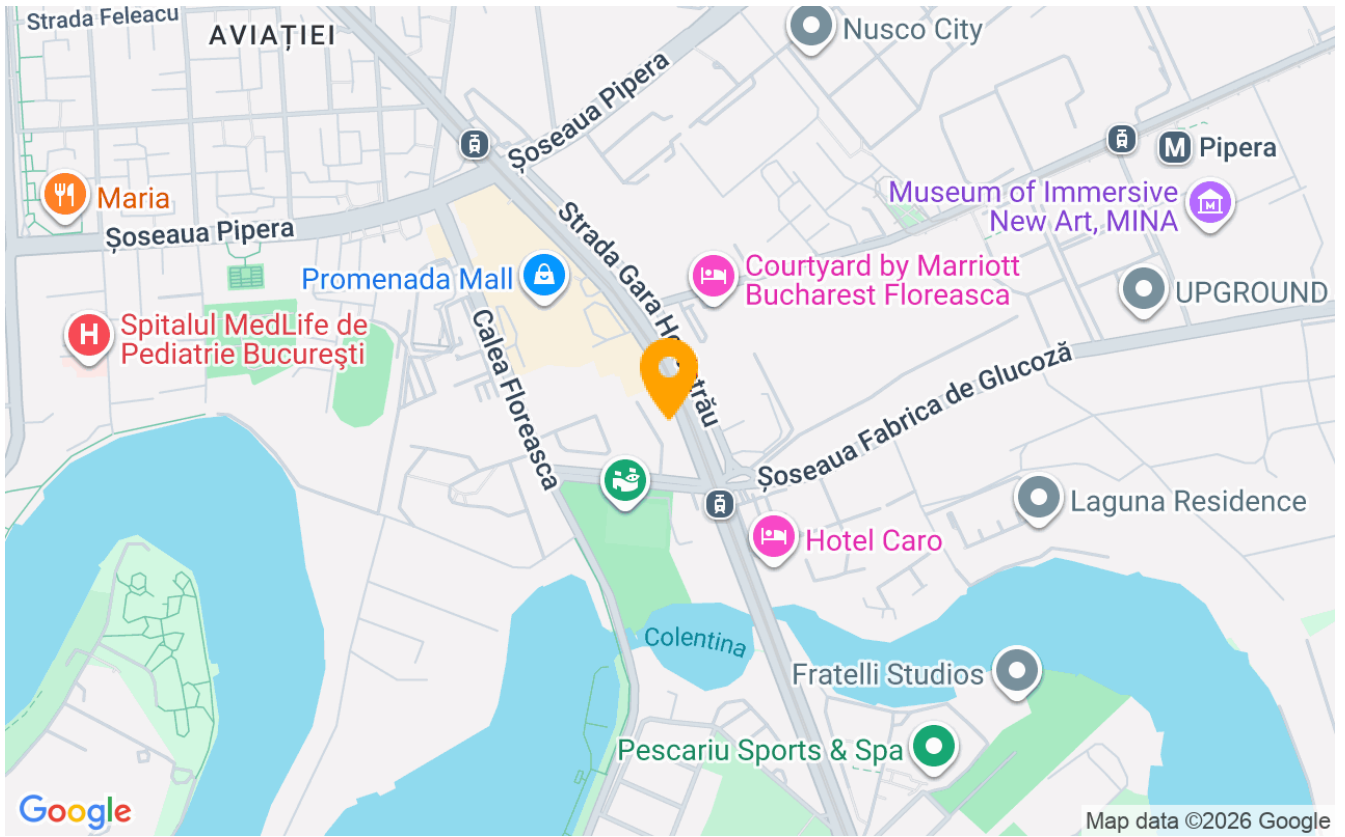 Strada Feleacu
AVIAȚIEI
Nusco City
Șoseaua Pipera
M Pipera
Maria
Museum of Immersive
New Art, MINA
Șoseaua Pipera
Promenada Mall
Courtyard by Marriott
Bucharest Floreasca
UPGROUND
H
Spitalul MedLife de
Pediatrie București
Calea Floreasca
Strada Gara
Șoseaua Fabrica de Glucoză
Laguna Residence
Hotel Caro
Colentina
Fratelli Studios
Pescariu Sports & Spa
Google
Map data ©2026 Google